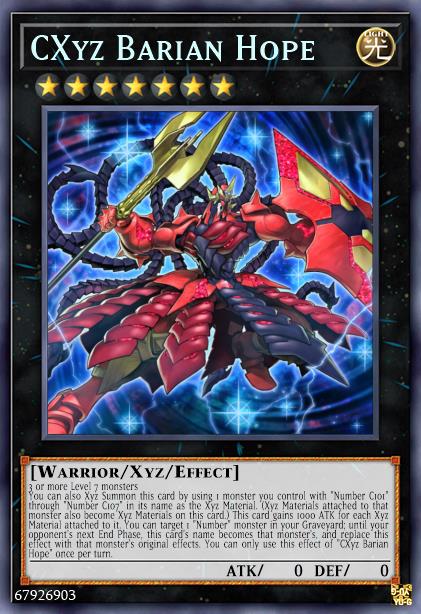 CXyz Barian Hope
LIGHT
光
[Warrior/Xyz/Effect]
3 or more Level 7 monsters
You can also Xyz Summon this card by using 1 monster you control with "Number C101"
through "Number C107" in its name as the Xyz Material. (Xyz Materials attached to that
monster also become Xyz Materials on this card.) This card gains 1000 ATK for each Xyz
Material attached to it. You can target 1 "Number" monster in your Graveyard; until your
opponent's next End Phase, this card's name becomes that monster's, and replace this
effect with that monster's original effects. You can only use this effect of "CXyz Barian
Hope" once per turn.
ATK/ 0 DEF/ 0
67926903